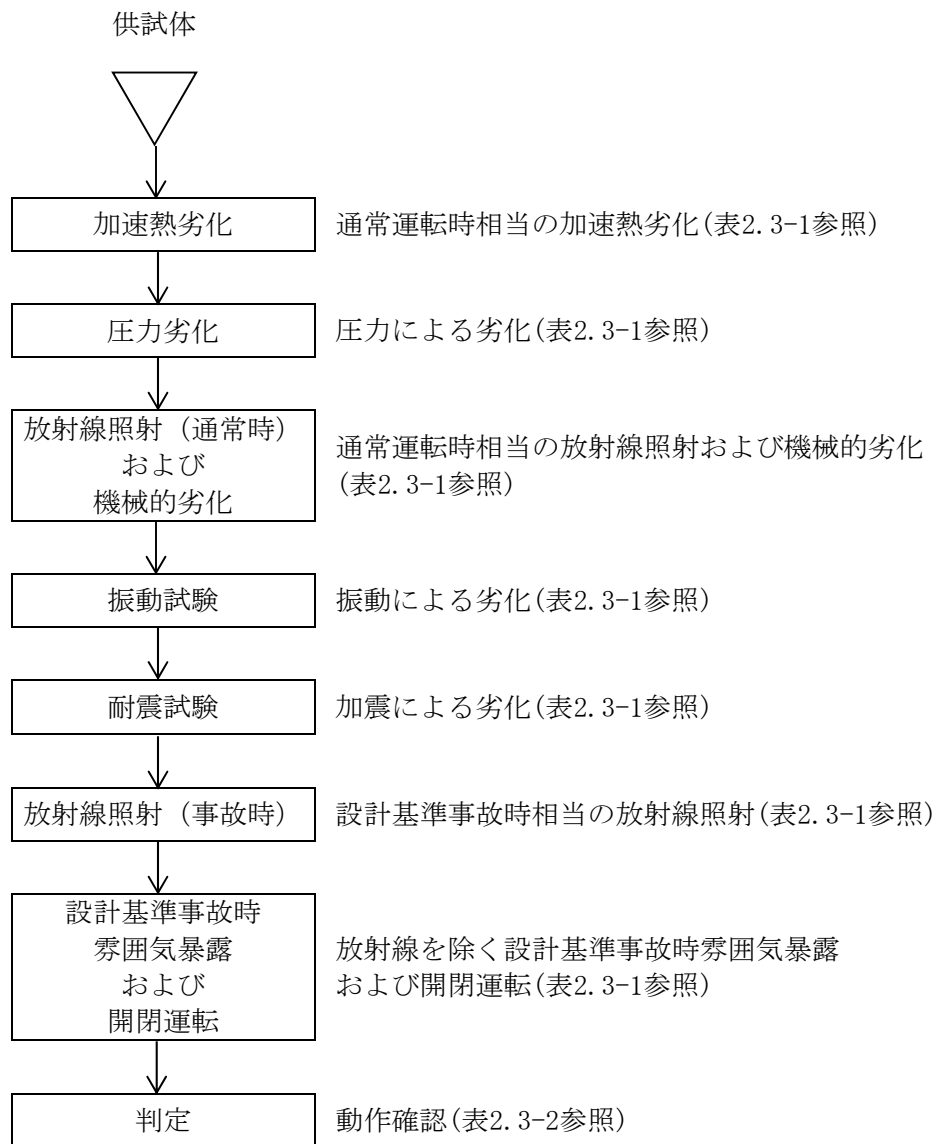 供試体
加速熱劣化
通常運転時相当の加速熱劣化(表2.3-1参照)
圧力劣化
圧力による劣化(表2.3-1参照)
放射線照射（通常時）
および
機械的劣化
通常運転時相当の放射線照射および機械的劣化
(表2.3-1参照)
振動試験
振動による劣化(表2.3-1参照)
耐震試験
加震による劣化(表2.3-1参照)
放射線照射（事故時）
設計基準事故時相当の放射線照射(表2.3-1参照)
設計基準事故時
雰囲気暴露
および
開閉運転
放射線を除く設計基準事故時雰囲気暴露
および開閉運転(表2.3-1参照)
判定
動作確認(表2.3-2参照)